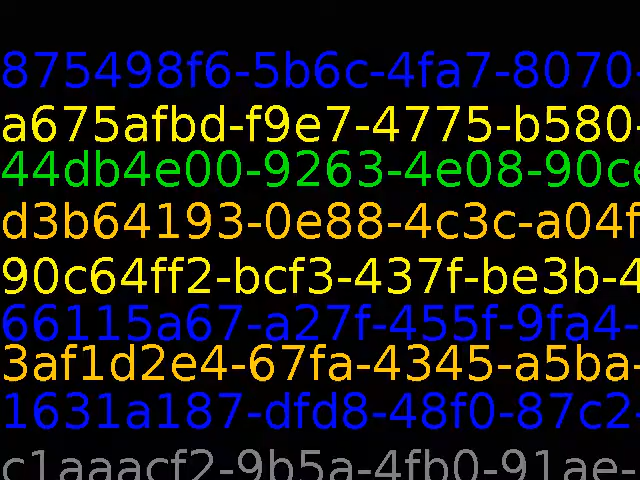 875498f6-5b6c-4fa7-8070-
a675afbd-f9e7-4775-b580-
44db4e00-9263-4e08-90ce
d3b64193-0e88-4c3c-a04f
90c64ff2-bcf3-437f-be3b-4
66115a67-a27f-455f-9fa4-
3af1d2e4-67fa-4345-a5ba-
1631a187-dfd8-48f0-87c2-
c1aaacf2-9b5a-4fb0-91ae-